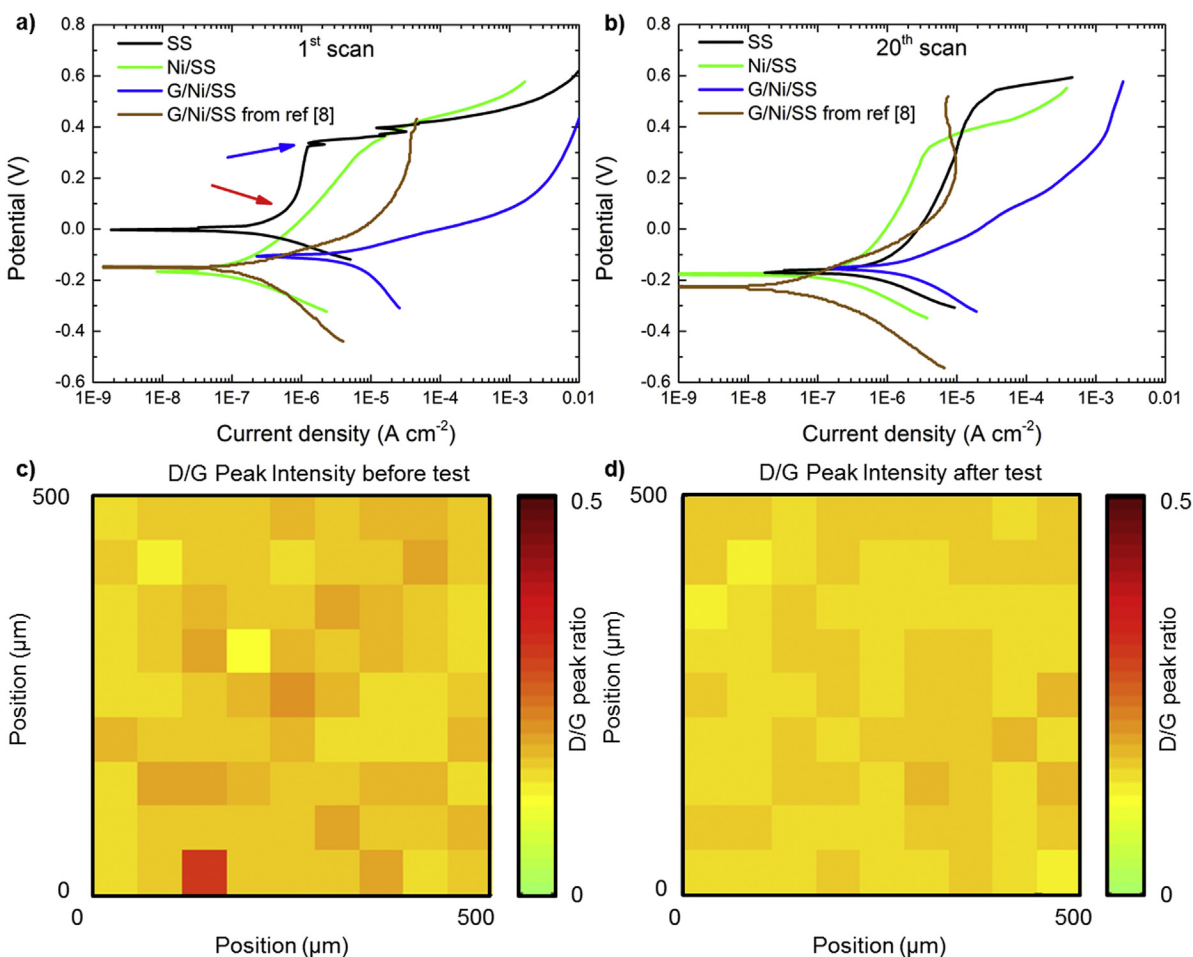 a)
1st scan
SS
Ni/SS
G/Ni/SS
G/Ni/SS from ref [8]
Potential (V)
0.8
0.6
0.4
0.2
0.0
-0.2
-0.4
-0.6
1E-9 1E-8 1E-7 1E-6 1E-5 1E-4 1E-3 0.01
Current density (A cm-2)
b)
20th scan
SS
Ni/SS
G/Ni/SS
G/Ni/SS from ref [8]
Potential (V)
0.8
0.6
0.4
0.2
0.0
-0.2
-0.4
-0.6
1E-9 1E-8 1E-7 1E-6 1E-5 1E-4 1E-3 0.01
Current density (A cm-2)
c)
D/G Peak Intensity before test
500
Position (µm)
0
0 500
Position (µm)
0.5
D/G peak ratio
0
d)
D/G Peak Intensity after test
500
Position (µm)
0
0 500
Position (µm)
0.5
D/G peak ratio
0